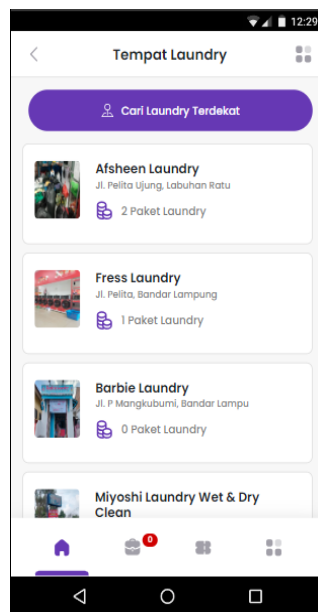 12:29
Tempat Laundry
Cari Laundry Terdekat
Afsheen Laundry
Jl. Pelita Ujung, Labuhan Ratu
2 Paket Laundry
Fress Laundry
Jl. Pelita, Bandar Lampung
1 Paket Laundry
Barbie Laundry
Jl. P Mangkubumi, Bandar Lampu
0 Paket Laundry
Miyoshi Laundry Wet & Dry
Clean
0